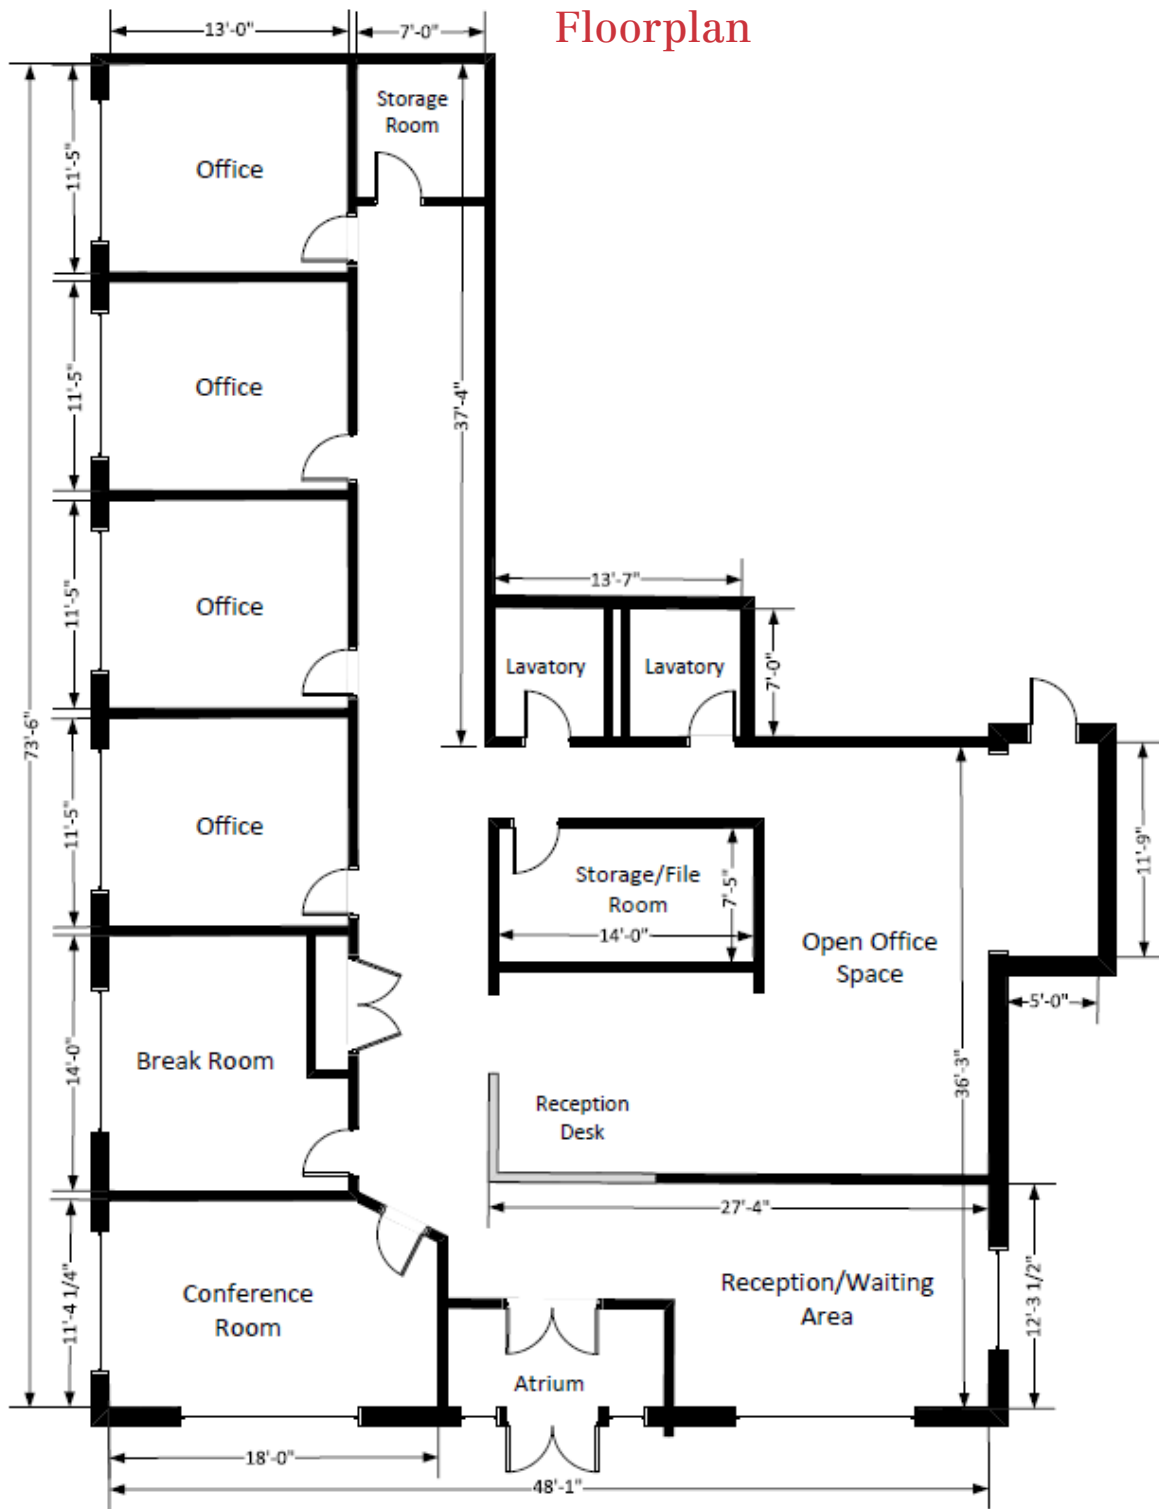 Floorplan
13'-0"
7'-0"
Storage
Room
Office
11'-5"
Office
11'-5"
37'-4"
Office
11'-5"
13'-7"
Lavatory
Lavatory
7'-0"
73'-6"
Office
11'-5"
Storage/File
Room
7'-5"
14'-0"
11'-9"
Open Office
Space
5'-0"
Break Room
14'-0"
36'-3"
Reception
Desk
27'-4"
Conference
Room
11'-4 1/4"
Reception/Waiting
Area
12'-3 1/2"
Atrium
18'-0"
48'-1"